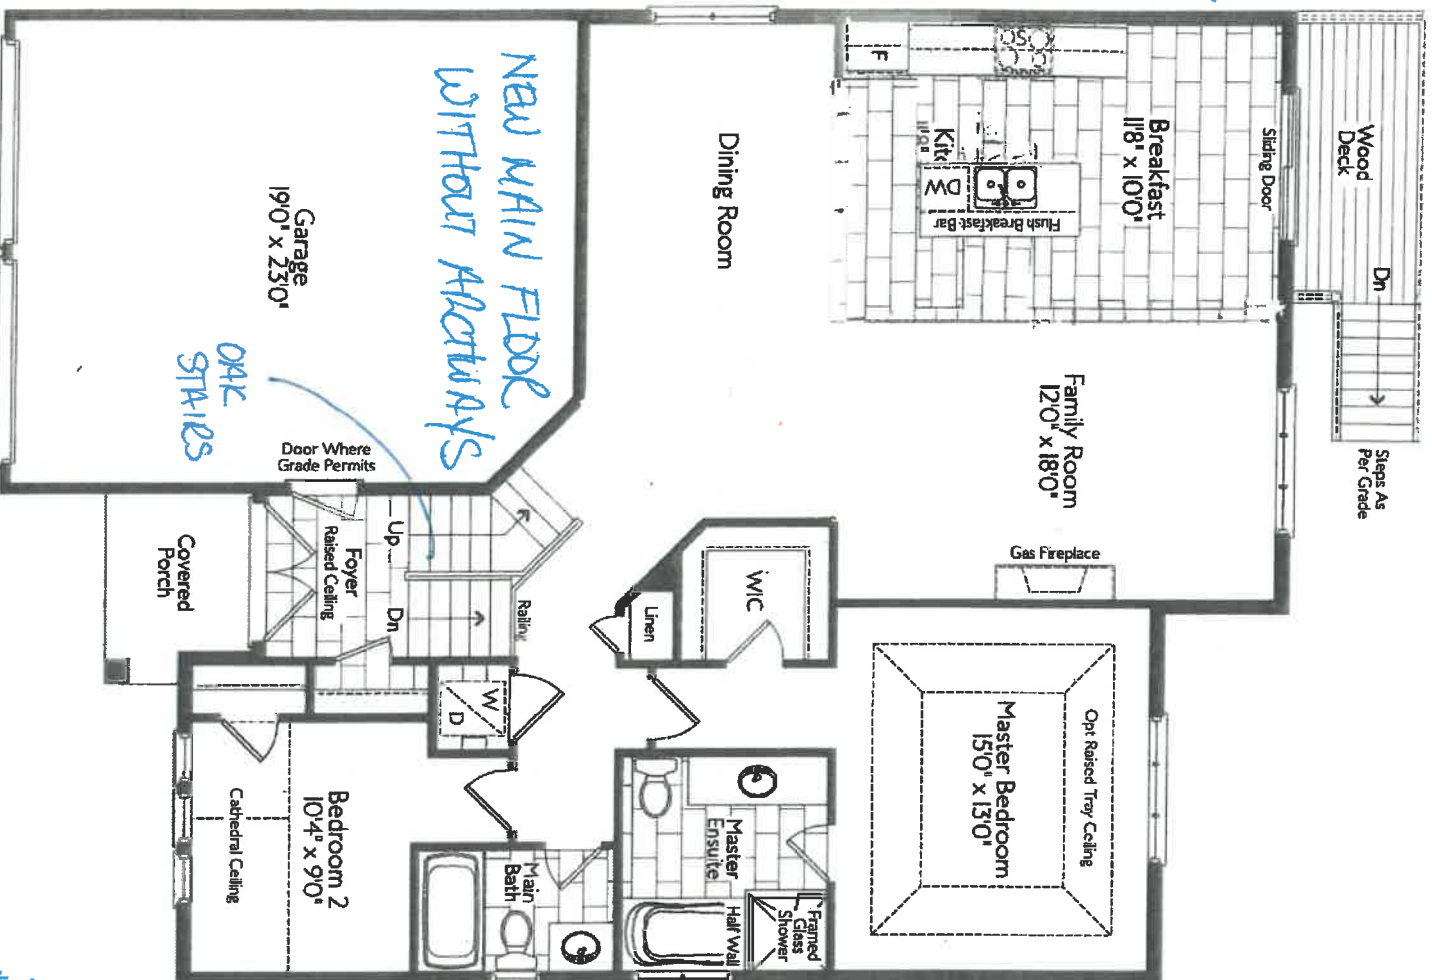 NEW MAIN FLOOR
WITHOUT ARCHWAYS
OAK
STAIRS
Garage
19'0" x 23'0"
Door Where
Grade Permits
Covered
Porch
Foyer
Raised Ceiling
Up
Dn
Railing
Dining Room
F
DW
Flush Breakfast Bar
Breakfast
11'8" x 10'0"
Sliding Door
Wood
Deck
Dn
Steps As
Per Grade
Family Room
12'0" x 18'0"
Gas Fireplace
WIC
Linen
W
D
Master Bedroom
15'0" x 13'0"
Opt Raised Tray Ceiling
Master
Ensuite
Framed
Glass
Shower
Half Wall
Main
Bath
Bedroom 2
10'4" x 9'0"
Cathedral Ceiling